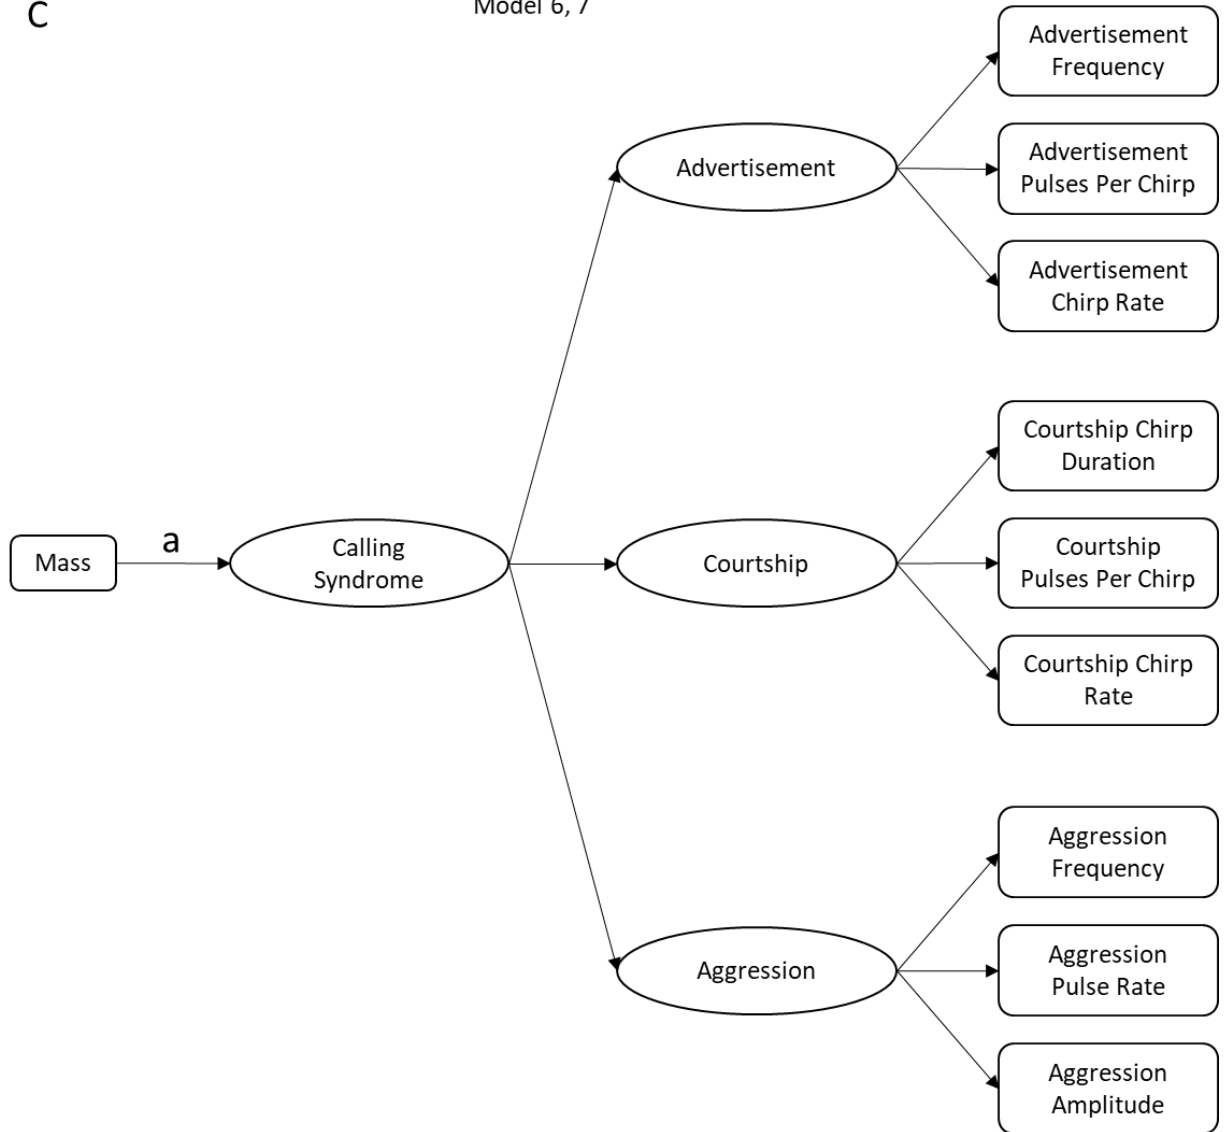 C
Model 6, 7
Advertisement
Frequency
Advertisement
Advertisement
Pulses Per Chirp
Advertisement
Chirp Rate
Courtship Chirp
Duration
Mass
a
Calling
Syndrome
Courtship
Courtship
Pulses Per Chirp
Courtship Chirp
Rate
Aggression
Frequency
Aggression
Aggression
Pulse Rate
Aggression
Amplitude